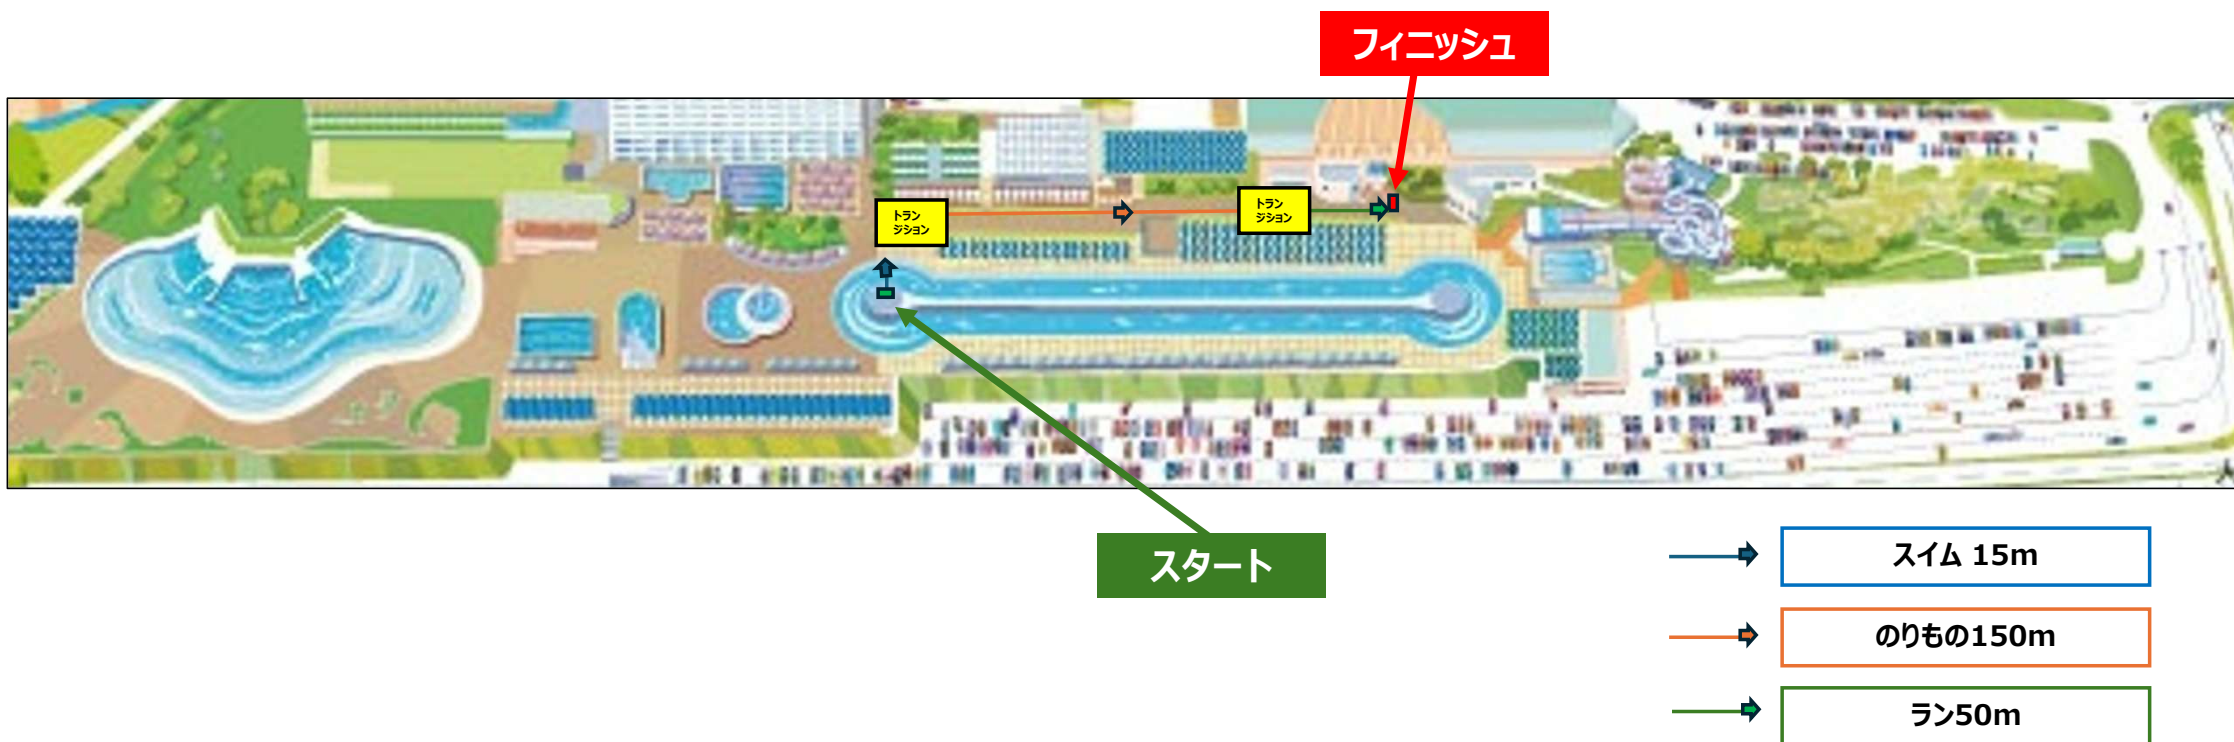 フィニッシュ
トラン
ジション
トラン
ジション
スタート
スイム 15m
のりもの150m
ラン50m